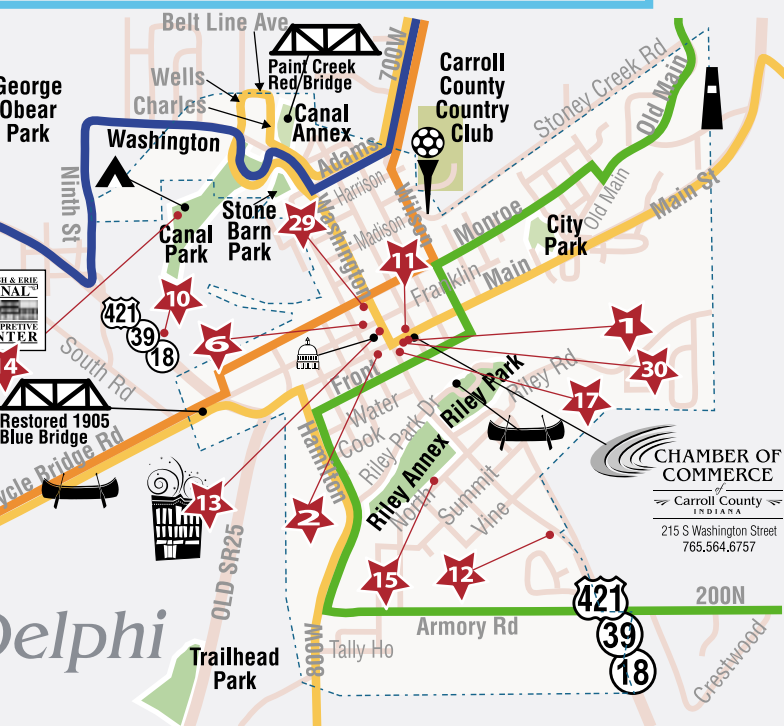 Belt Line Ave
700W
Paint Creek
Red Bridge
Carroll
County
Country
Club
Stoney Creek Rd
Old Main
George
Obear
Park
Wells
Charles
Canal
Annex
Washington
Adams
Harrison
Ninth St
Stone
Barn
Park
Canal
Park
Washington
Madison
Wilson
Monroe
City
Park
Old Main
Main St
29
11
Franklin
Main
10
421
39
18
6
1
30
17
14
South Rd
Front
Riley Park
Riley Rd
Restored 1905
Blue Bridge
Water
Cook
Riley Park Dr
Hamilton
Riley Annex
North
Summit
Vine
CHAMBER OF
COMMERCE
of
Carroll County
INDIANA
215 S Washington Street
765.564.6757
Bridge Rd
13
2
15
12
OLD SR25
421
39
18
200N
Armory Rd
Delphi
Trailhead
Park
800W
Tally Ho
Crestwood